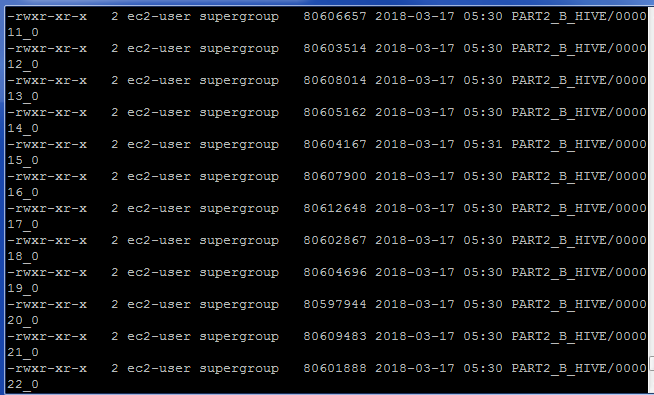 -rwxr-xr-x   2 ec2-user supergroup   80606657 2018-03-17 05:30 PART2_B_HIVE/0000
11_0
-rwxr-xr-x   2 ec2-user supergroup   80603514 2018-03-17 05:30 PART2_B_HIVE/0000
12_0
-rwxr-xr-x   2 ec2-user supergroup   80608014 2018-03-17 05:30 PART2_B_HIVE/0000
13_0
-rwxr-xr-x   2 ec2-user supergroup   80605162 2018-03-17 05:30 PART2_B_HIVE/0000
14_0
-rwxr-xr-x   2 ec2-user supergroup   80604167 2018-03-17 05:31 PART2_B_HIVE/0000
15_0
-rwxr-xr-x   2 ec2-user supergroup   80607900 2018-03-17 05:30 PART2_B_HIVE/0000
16_0
-rwxr-xr-x   2 ec2-user supergroup   80612648 2018-03-17 05:30 PART2_B_HIVE/0000
17_0
-rwxr-xr-x   2 ec2-user supergroup   80602867 2018-03-17 05:30 PART2_B_HIVE/0000
18_0
-rwxr-xr-x   2 ec2-user supergroup   80604696 2018-03-17 05:30 PART2_B_HIVE/0000
19_0
-rwxr-xr-x   2 ec2-user supergroup   80597944 2018-03-17 05:30 PART2_B_HIVE/0000
20_0
-rwxr-xr-x   2 ec2-user supergroup   80609483 2018-03-17 05:30 PART2_B_HIVE/0000
21_0
-rwxr-xr-x   2 ec2-user supergroup   80601888 2018-03-17 05:30 PART2_B_HIVE/0000
22_0